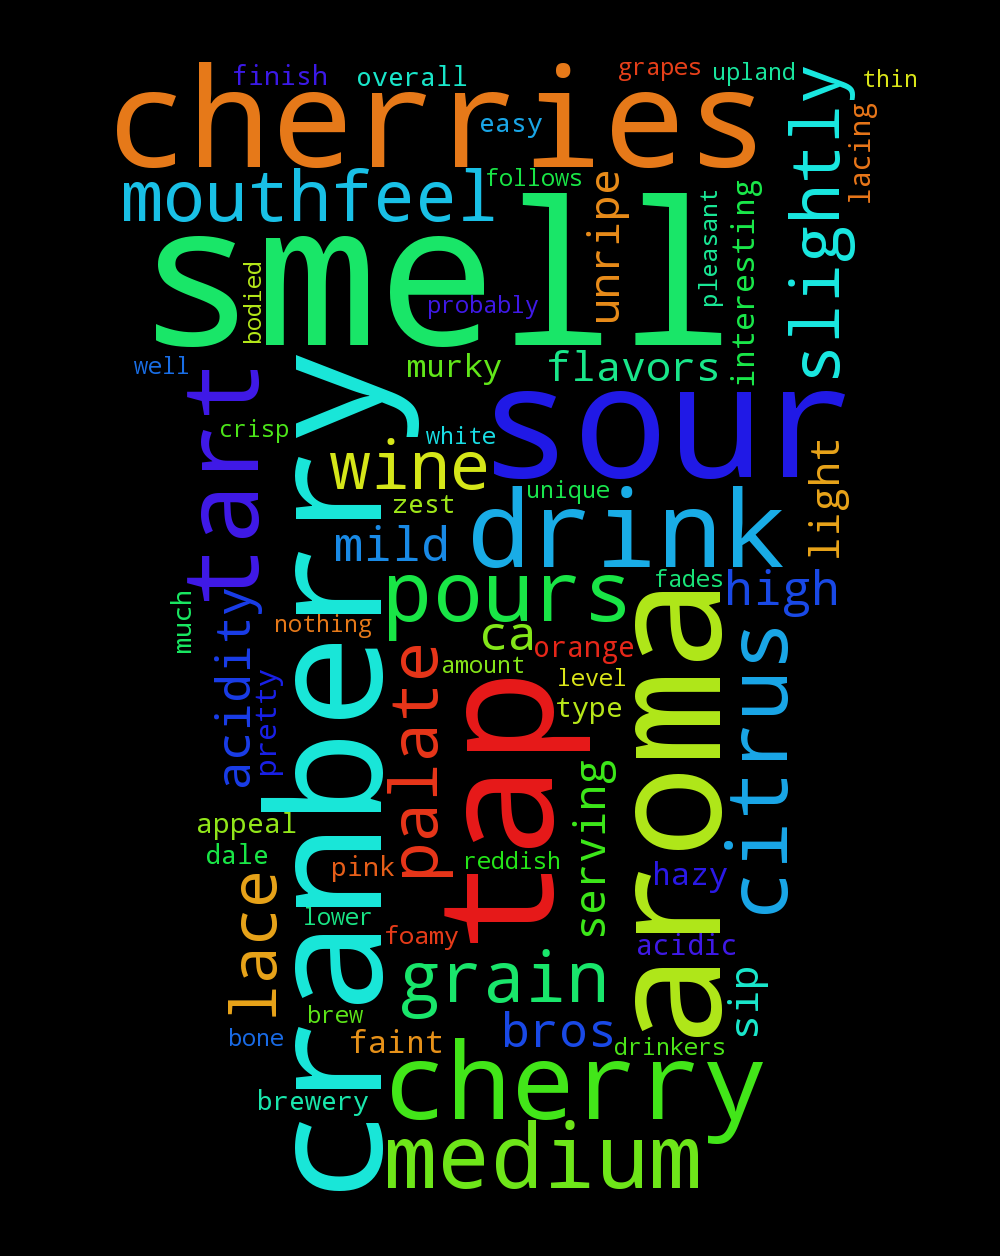 finish
overall
grapes
upland
thin
cherries
easy
slightly
lacing
mouthfeel
follows
unripe
pleasant
interesting
smell
bodied
probably
well
murky
flavors
tart
cranberry
sour
crisp
white
wine
zest
unique
drink
light
mild
pours
fades
high
much
acidity
nothing
ca
orange
aroma
citrus
amount
level
type
pretty
palate
tap
serving
appeal
dale
pink
reddish
hazy
lace
lower
foamy
acidic
grain
sip
brew
bros
bone
faint
drinkers
cherry
brewery
medium